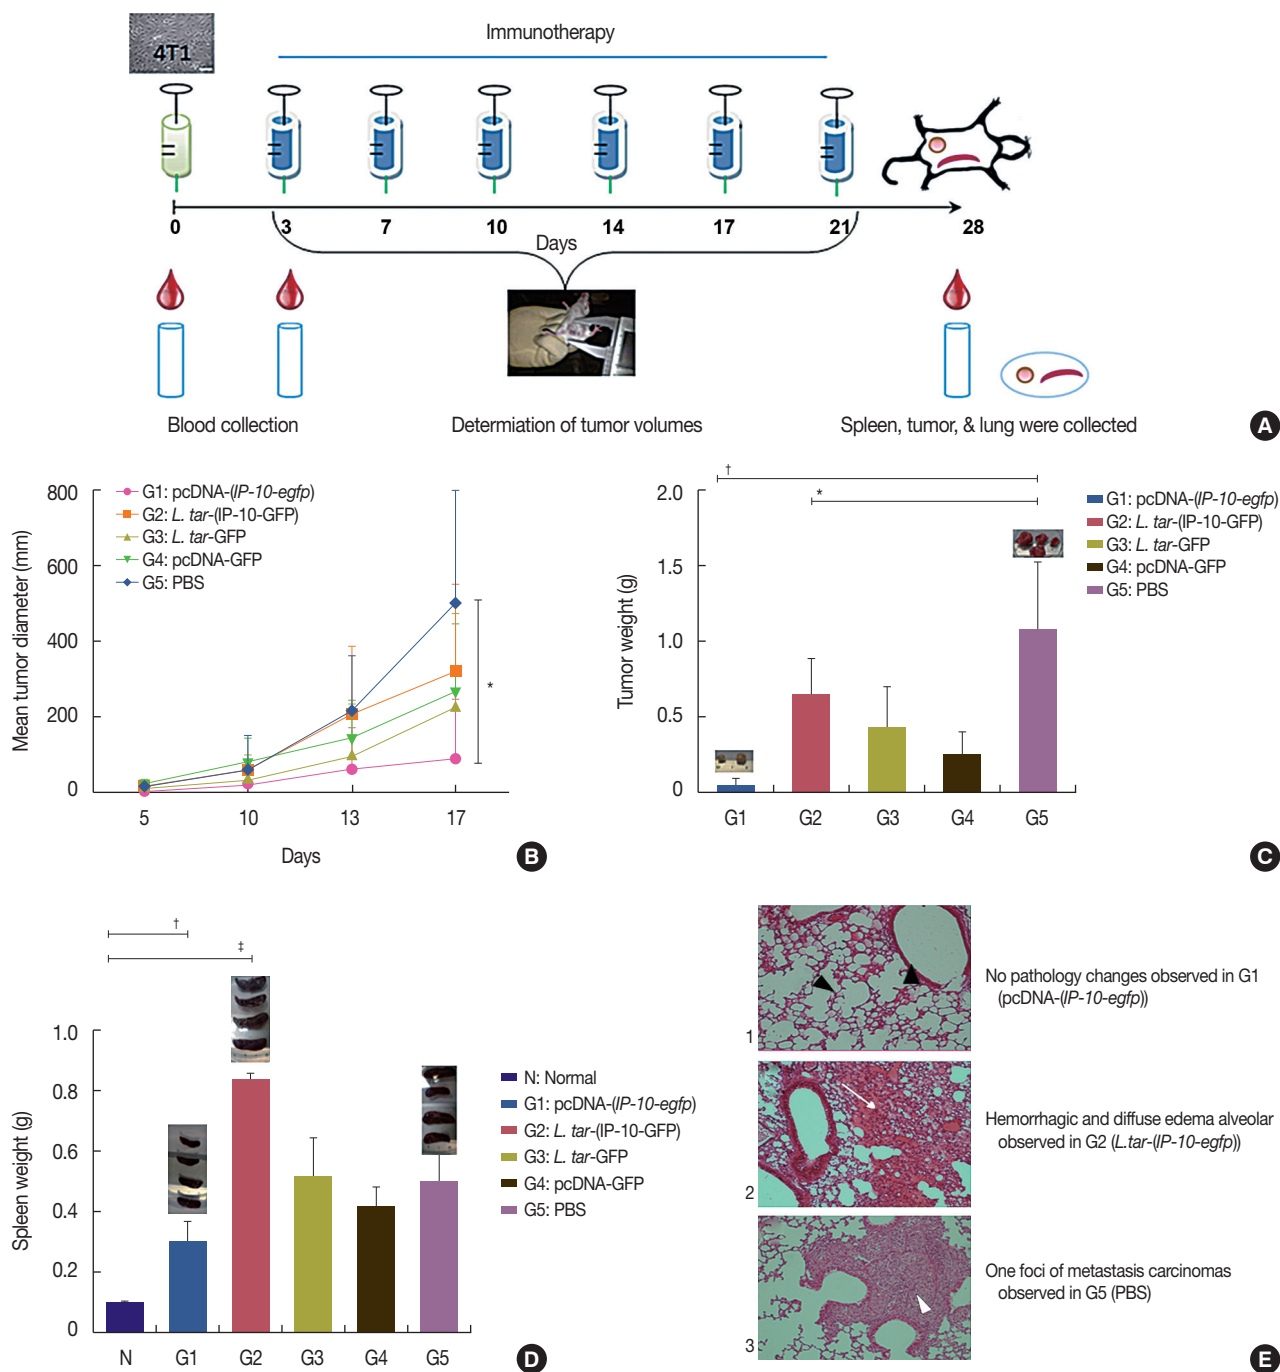 4T1
Immunotherapy
0
3
7
10
14
17
21
28
Days
Blood collection
Determiation of tumor volumes
Spleen, tumor, & lung were collected
A
Mean tumor diameter (mm)
800
600
400
200
0
G1: pcDNA-(IP-10-egfp)
G2: L. tar-(IP-10-GFP)
G3: L. tar-GFP
G4: pcDNA-GFP
G5: PBS
*
5
10
13
17
Days
B
Tumor weight (g)
2.0
1.5
1.0
0.5
0
†
*
G1
G2
G3
G4
G5
G1: pcDNA-(IP-10-egfp)
G2: L. tar-(IP-10-GFP)
G3: L. tar-GFP
G4: pcDNA-GFP
G5: PBS
C
†
‡
Spleen weight (g)
1.0
0.8
0.6
0.4
0.2
0
N
G1
G2
G3
G4
G5
N: Normal
G1: pcDNA-(IP-10-egfp)
G2: L. tar-(IP-10-GFP)
G3: L. tar-GFP
G4: pcDNA-GFP
G5: PBS
D
1
No pathology changes observed in G1
(pcDNA-(IP-10-egfp))
2
Hemorrhagic and diffuse edema alveolar
observed in G2 (L.tar-(IP-10-egfp))
3
One foci of metastasis carcinomas
observed in G5 (PBS)
E